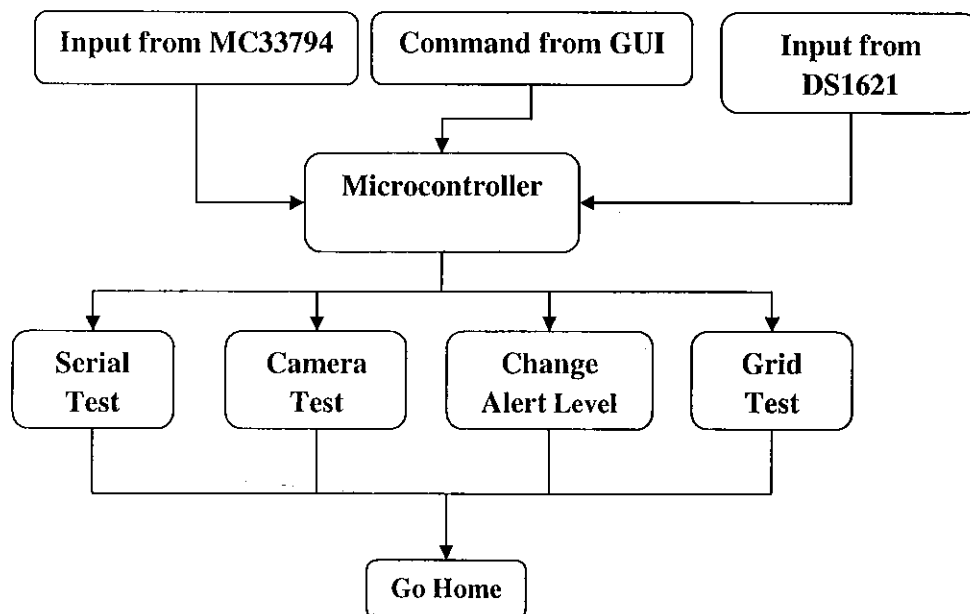 Input from MC33794
Command from GUI
Input from
DS1621
Microcontroller
Serial
Test
Camera
Test
Change
Alert Level
Grid
Test
Go Home